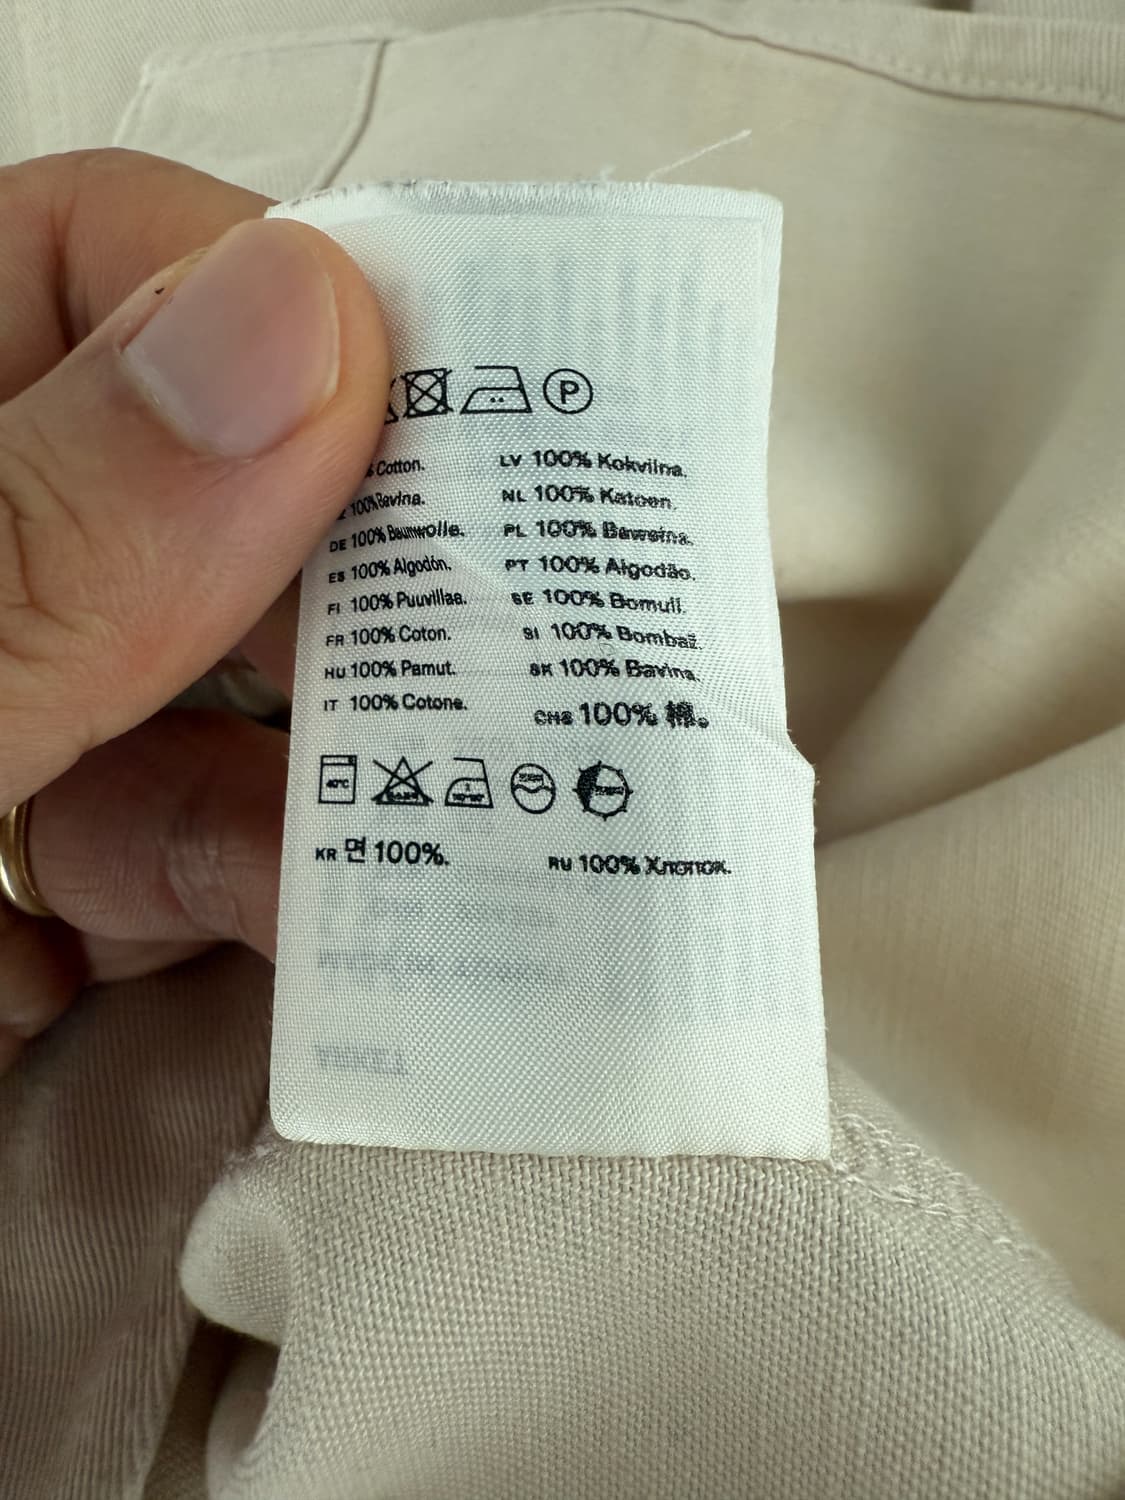 P
% Cotton.
100% Bavlna.
DE 100% Baumwolle.
ES 100% Algodón.
FI 100% Puuvillaa.
FR 100% Coton.
HU 100% Pamut.
IT 100% Cotone.
LV 100% Kokvilna.
NL 100% Katoen.
PL 100% Bawełna.
PT 100% Algodão.
SE 100% Bomull.
SI 100% Bombaž.
SK 100% Bavlna.
CHS 100% 棉。
40°C
KR 면 100%.
RU 100% Хлопок.